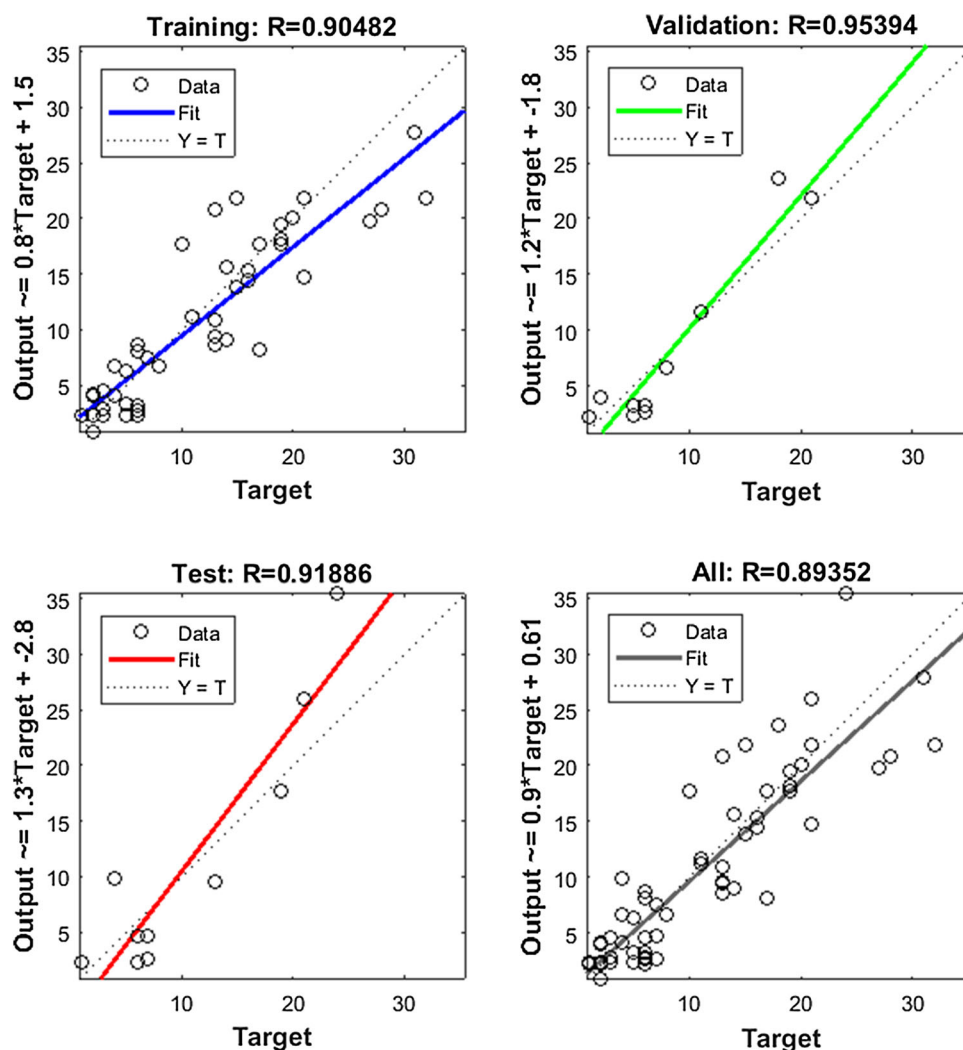 Training: R=0.90482
Output ~= 0.8*Target + 1.5
Data
Fit
Y = T
35
30
25
20
15
10
5
10 20 30
Target
Validation: R=0.95394
Output ~= 1.2*Target + -1.8
Data
Fit
Y = T
35
30
25
20
15
10
5
10 20 30
Target
Test: R=0.91886
Output ~= 1.3*Target + -2.8
Data
Fit
Y = T
35
30
25
20
15
10
5
10 20 30
Target
All: R=0.89352
Output ~= 0.9*Target + 0.61
Data
Fit
Y = T
35
30
25
20
15
10
5
10 20 30
Target